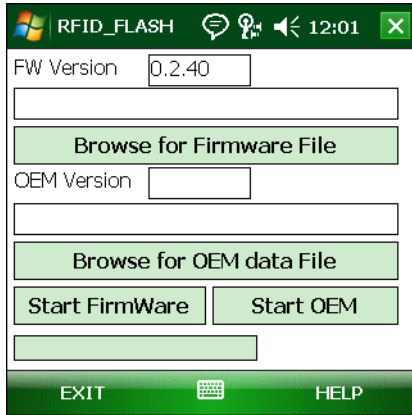 RFID_FLASH 12:01
FW Version 0.2.40
Browse for Firmware File
OEM Version
Browse for OEM data File
Start FirmWare Start OEM
EXIT HELP